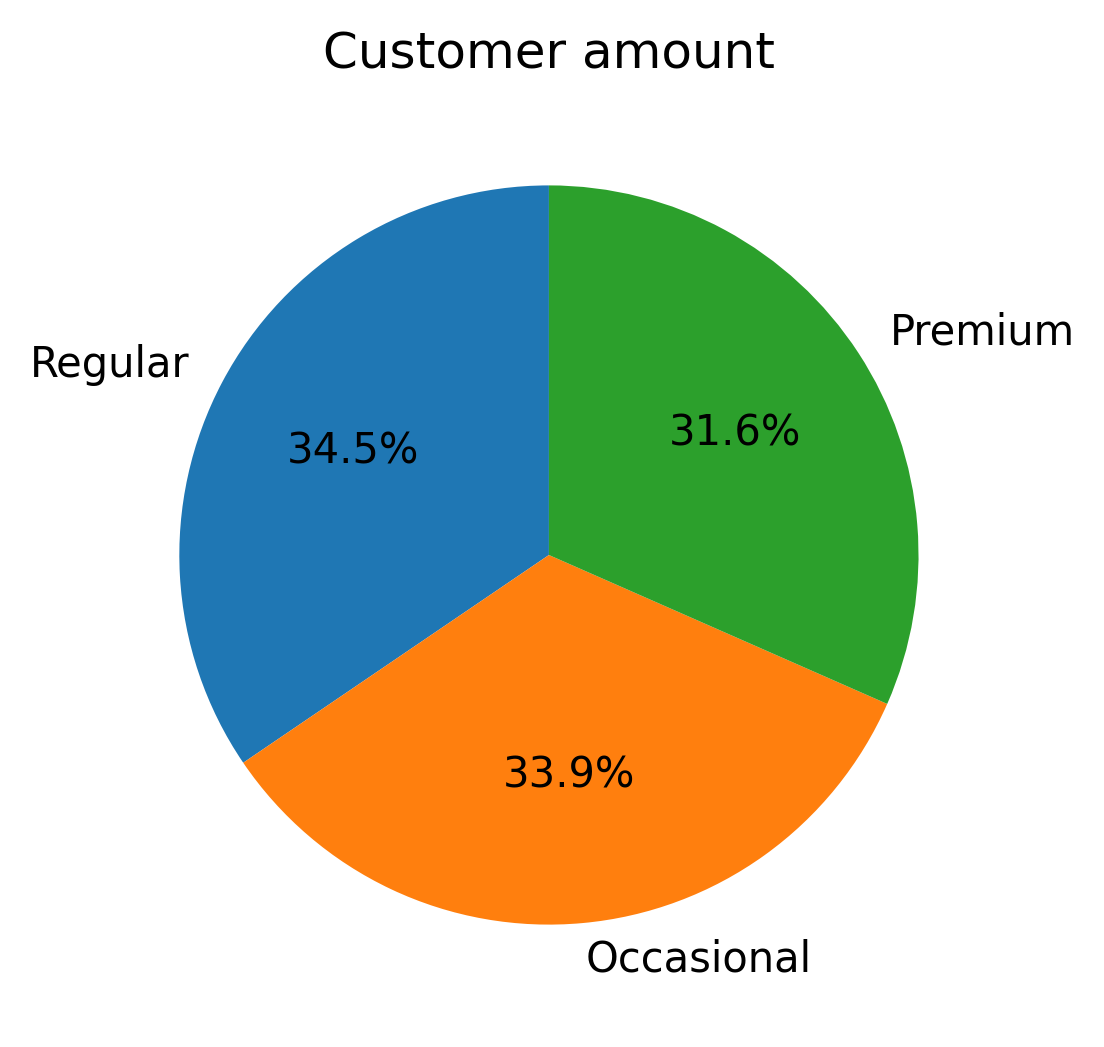 Customer amount
Premium
Regular
31.6%
34.5%
33.9%
Occasional